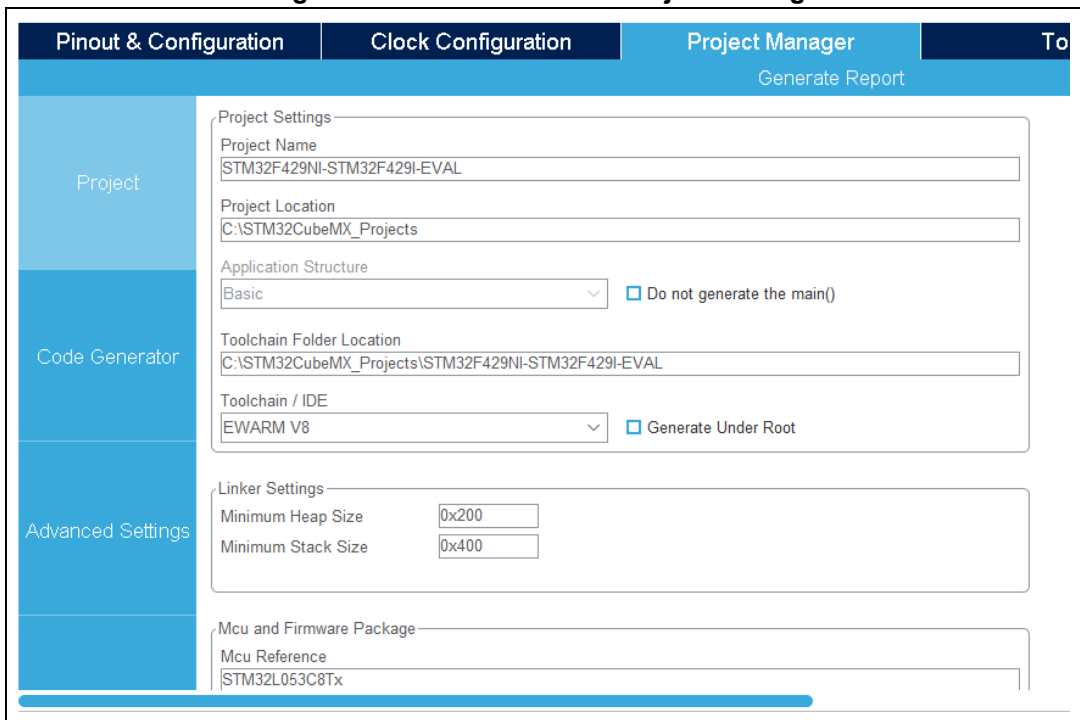 Pinout & Configuration Clock Configuration Project Manager To
Generate Report
Project
Code Generator
Advanced Settings
Project Settings
Project Name
STM32F429NI-STM32F429I-EVAL
Project Location
C:\STM32CubeMX_Projects
Application Structure
Basic Do not generate the main()
Toolchain Folder Location
C:\STM32CubeMX_Projects\STM32F429NI-STM32F429I-EVAL
Toolchain / IDE
EWARM V8 Generate Under Root
Linker Settings
Minimum Heap Size 0x200
Minimum Stack Size 0x400
Mcu and Firmware Package
Mcu Reference
STM32L053C8Tx